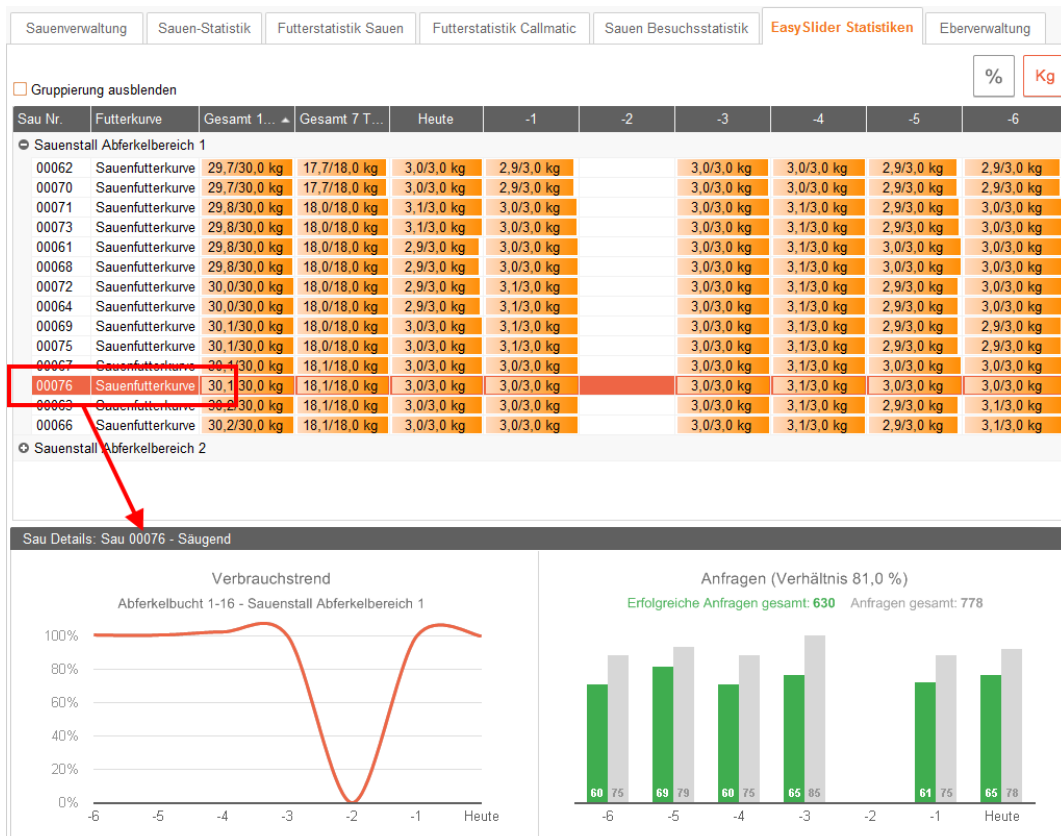 Sauenverwaltung Sauen-Statistik Futterstatistik Sauen Futterstatistik Callmatic Sauen Besuchsstatistik EasySlider Statistiken Eberverwaltung
% Kg
Gruppierung ausblenden
Sau Nr. Futterkurve Gesamt 1... Gesamt 7 T... Heute -1 -2 -3 -4 -5 -6
Sauenstall Abferkelbereich 1
00062 Sauenfutterkurve 29,7/30,0 kg 17,7/18,0 kg 3,0/3,0 kg 2,9/3,0 kg 3,0/3,0 kg 3,0/3,0 kg 2,9/3,0 kg 2,9/3,0 kg
00070 Sauenfutterkurve 29,7/30,0 kg 17,7/18,0 kg 3,0/3,0 kg 2,9/3,0 kg 3,0/3,0 kg 3,0/3,0 kg 2,9/3,0 kg 2,9/3,0 kg
00071 Sauenfutterkurve 29,8/30,0 kg 18,0/18,0 kg 3,1/3,0 kg 3,0/3,0 kg 3,0/3,0 kg 3,1/3,0 kg 2,9/3,0 kg 3,0/3,0 kg
00073 Sauenfutterkurve 29,8/30,0 kg 18,0/18,0 kg 3,1/3,0 kg 3,0/3,0 kg 3,0/3,0 kg 3,1/3,0 kg 2,9/3,0 kg 3,0/3,0 kg
00061 Sauenfutterkurve 29,8/30,0 kg 18,0/18,0 kg 2,9/3,0 kg 3,0/3,0 kg 3,0/3,0 kg 3,1/3,0 kg 3,0/3,0 kg 3,0/3,0 kg
00068 Sauenfutterkurve 29,8/30,0 kg 18,0/18,0 kg 2,9/3,0 kg 3,0/3,0 kg 3,0/3,0 kg 3,1/3,0 kg 3,0/3,0 kg 3,0/3,0 kg
00072 Sauenfutterkurve 30,0/30,0 kg 18,0/18,0 kg 2,9/3,0 kg 3,1/3,0 kg 3,0/3,0 kg 3,1/3,0 kg 2,9/3,0 kg 3,0/3,0 kg
00064 Sauenfutterkurve 30,0/30,0 kg 18,0/18,0 kg 2,9/3,0 kg 3,1/3,0 kg 3,0/3,0 kg 3,1/3,0 kg 2,9/3,0 kg 3,0/3,0 kg
00069 Sauenfutterkurve 30,1/30,0 kg 18,0/18,0 kg 3,0/3,0 kg 3,1/3,0 kg 3,0/3,0 kg 3,1/3,0 kg 2,9/3,0 kg 2,9/3,0 kg
00075 Sauenfutterkurve 30,1/30,0 kg 18,0/18,0 kg 3,0/3,0 kg 3,1/3,0 kg 3,0/3,0 kg 3,1/3,0 kg 2,9/3,0 kg 2,9/3,0 kg
00067 Sauenfutterkurve 30,1/30,0 kg 18,1/18,0 kg 3,0/3,0 kg 3,0/3,0 kg 3,0/3,0 kg 3,1/3,0 kg 3,0/3,0 kg 3,0/3,0 kg
00076 Sauenfutterkurve 30,1/30,0 kg 18,1/18,0 kg 3,0/3,0 kg 3,0/3,0 kg 3,0/3,0 kg 3,1/3,0 kg 3,0/3,0 kg 3,0/3,0 kg
00063 Sauenfutterkurve 30,2/30,0 kg 18,1/18,0 kg 3,0/3,0 kg 3,0/3,0 kg 3,0/3,0 kg 3,1/3,0 kg 2,9/3,0 kg 3,1/3,0 kg
00066 Sauenfutterkurve 30,2/30,0 kg 18,1/18,0 kg 3,0/3,0 kg 3,0/3,0 kg 3,0/3,0 kg 3,1/3,0 kg 2,9/3,0 kg 3,1/3,0 kg
Sauenstall Abferkelbereich 2
Sau Details: Sau 00076 - Säugend
Verbrauchstrend
Abferkelbucht 1-16 - Sauenstall Abferkelbereich 1
100%
80%
60%
40%
20%
0%
-6 -5 -4 -3 -2 -1 Heute
Anfragen (Verhältnis 81,0 %)
Erfolgreiche Anfragen gesamt: 630 Anfragen gesamt: 778
60 75 69 79 60 75 65 85 61 75 65 78
-6 -5 -4 -3 -2 -1 Heute